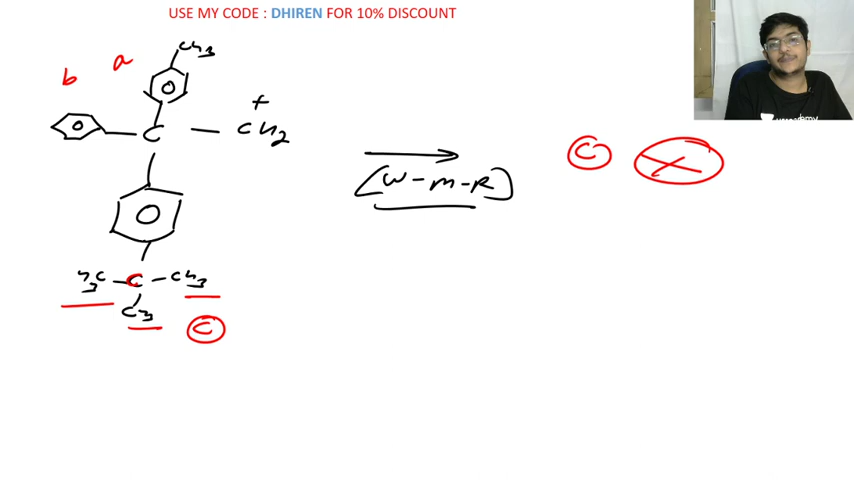 USE MY CODE : DHIREN FOR 10% DISCOUNT
CH3
b a
+
C CH2
[W-M-R]
C
H3C C CH3
CH3
C